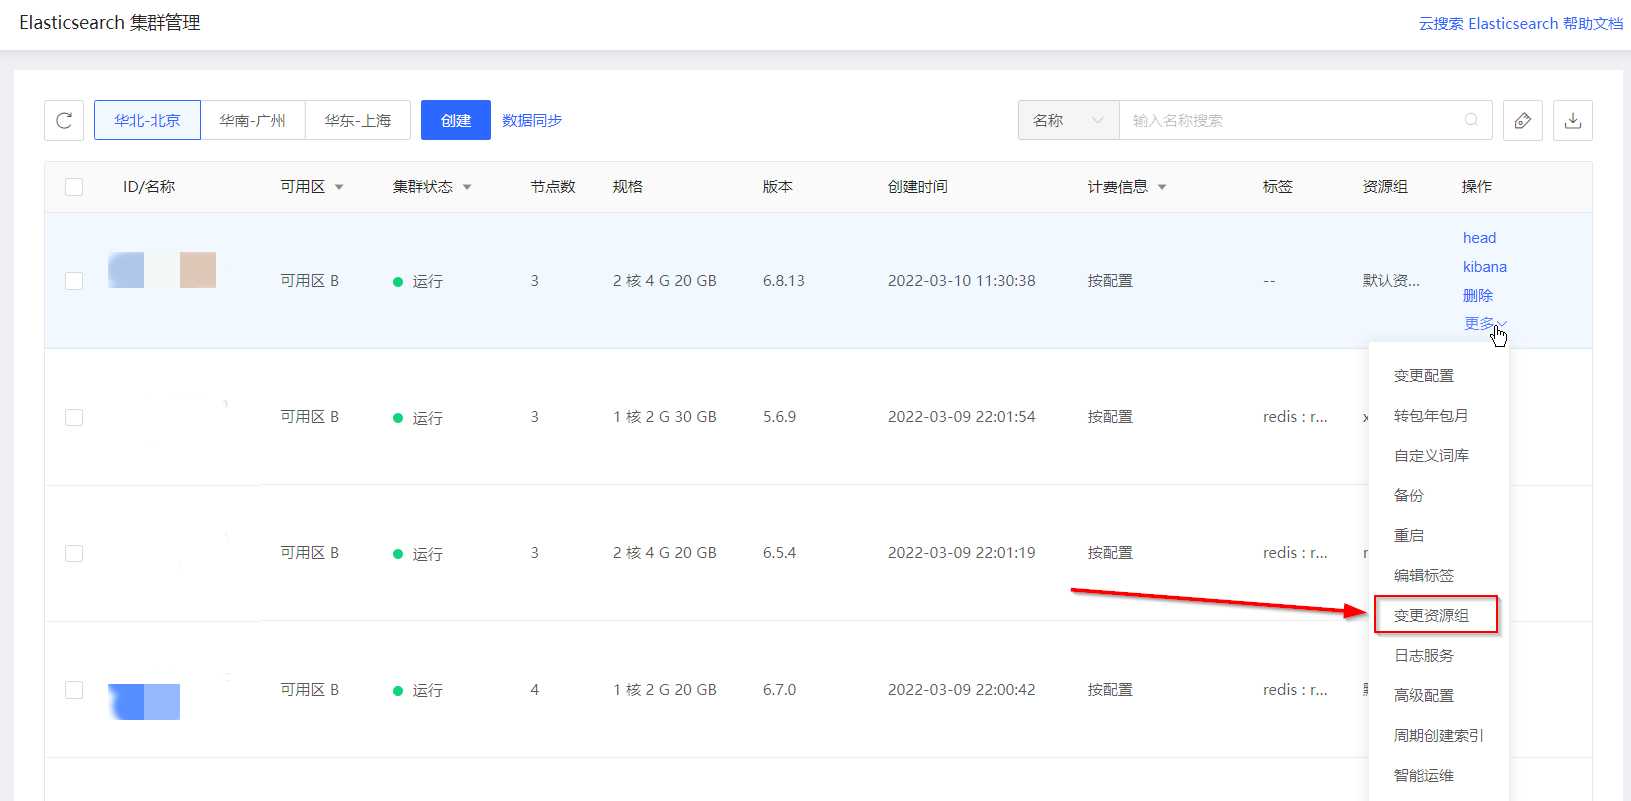 Elasticsearch 集群管理
云搜索 Elasticsearch 帮助文档
华北-北京 华南-广州 华东-上海 创建 数据同步 名称 输入名称搜索
ID/名称 可用区 集群状态 节点数 规格 版本 创建时间 计费信息 标签 资源组 操作
可用区 B 运行 3 2 核 4 G 20 GB 6.8.13 2022-03-10 11:30:38 按配置 -- 默认资...
head
kibana
删除
更多
可用区 B 运行 3 1 核 2 G 30 GB 5.6.9 2022-03-09 22:01:54 按配置 redis : r...
可用区 B 运行 3 2 核 4 G 20 GB 6.5.4 2022-03-09 22:01:19 按配置 redis : r...
可用区 B 运行 4 1 核 2 G 20 GB 6.7.0 2022-03-09 22:00:42 按配置 redis : r...
变更配置
转包年包月
自定义词库
备份
重启
编辑标签
变更资源组
日志服务
高级配置
周期创建索引
智能运维